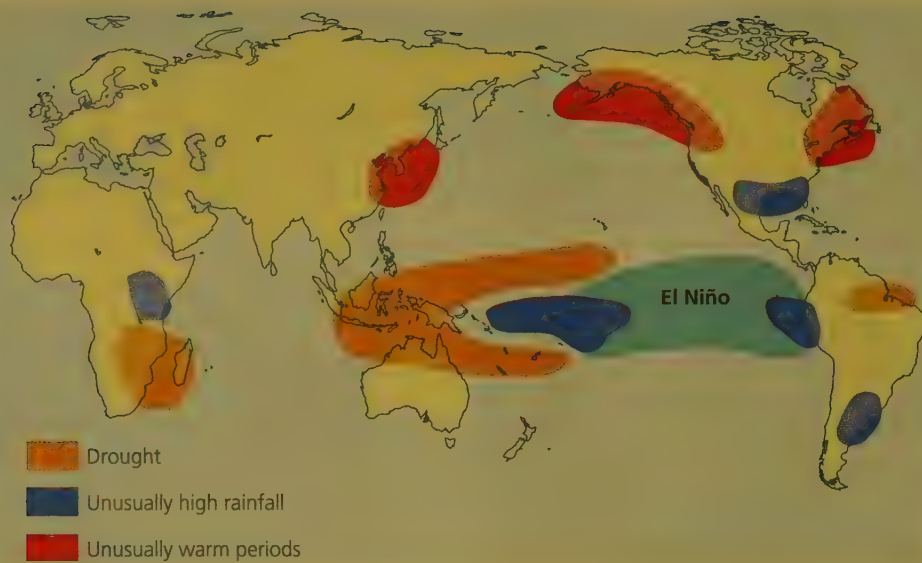 El Niño
Drought
Unusually high rainfall
Unusually warm periods